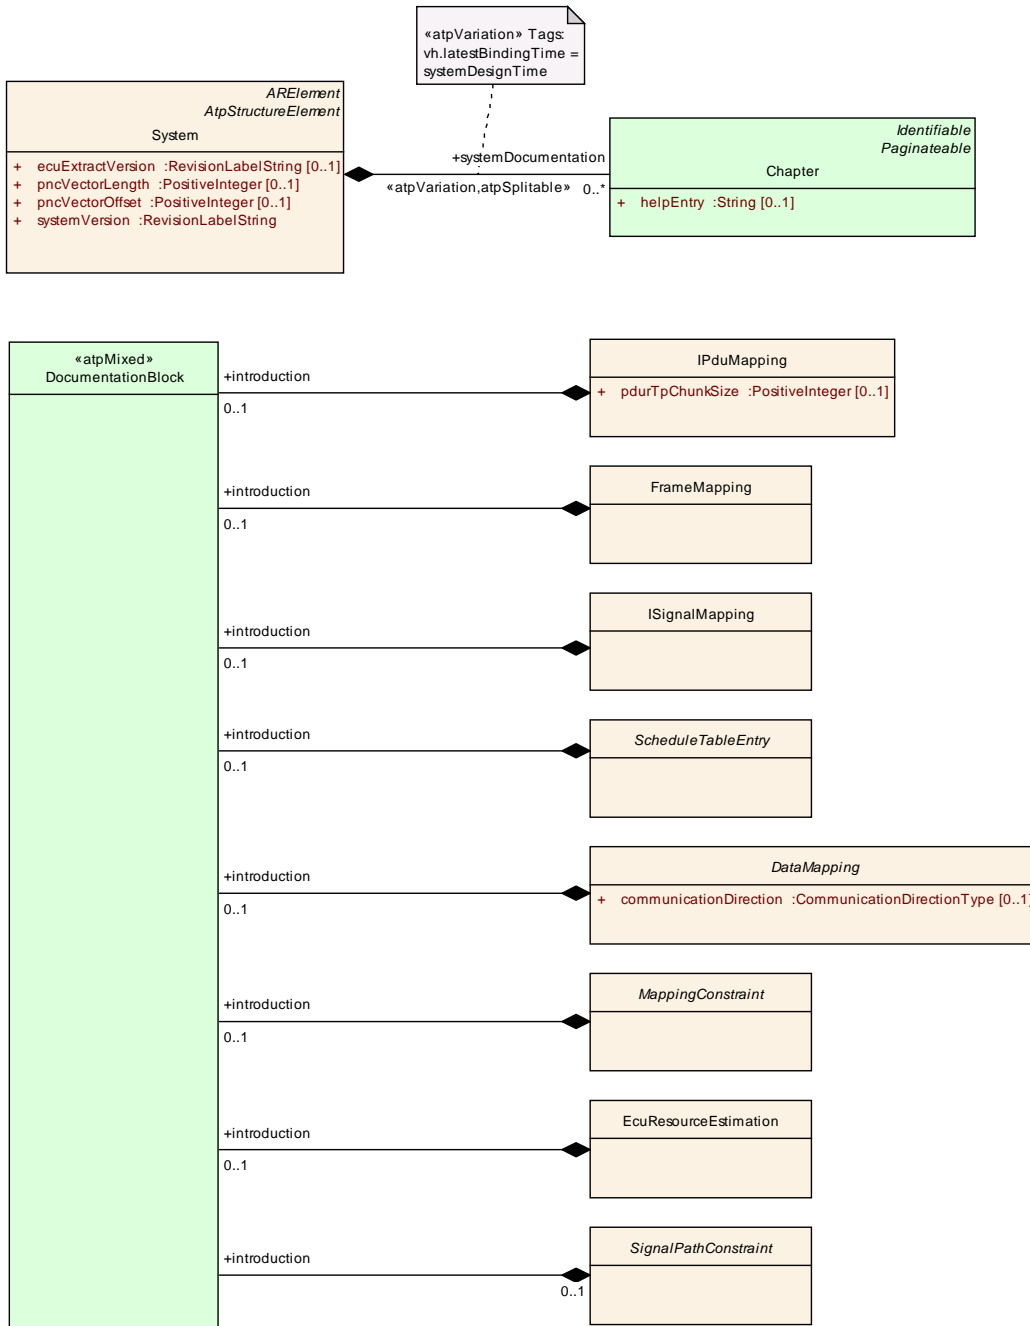 «atpVariation» Tags:
vh.latestBindingTime =
systemDesignTime
ARElement
AtpStructureElement
System
+ ecuExtractVersion :RevisionLabelString [0..1]
+ pncVectorLength :PositiveInteger [0..1]
+ pncVectorOffset :PositiveInteger [0..1]
+ systemVersion :RevisionLabelString
+systemDocumentation
«atpVariation,atpSplitable» 0..*
Identifiable
Paginateable
Chapter
+ helpEntry :String [0..1]
«atpMixed»
DocumentationBlock
+introduction
0..1
IPduMapping
+ pdurTpChunkSize :PositiveInteger [0..1]
+introduction
0..1
FrameMapping
+introduction
0..1
ISignalMapping
+introduction
0..1
ScheduleTableEntry
+introduction
0..1
DataMapping
+ communicationDirection :CommunicationDirectionType [0..1]
+introduction
0..1
MappingConstraint
+introduction
0..1
EcuResourceEstimation
+introduction
0..1
SignalPathConstraint